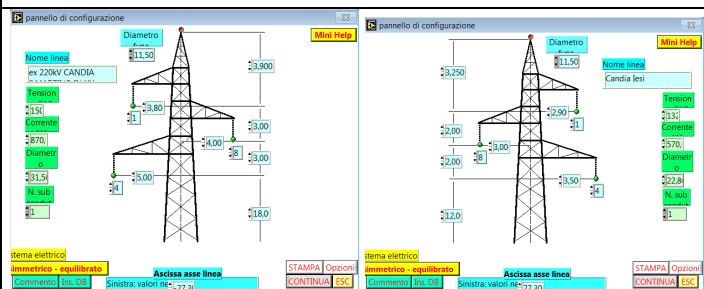 pannello di configurazione
Diametro
11,50
Mini Help
Nome linea
ex 220kV CANDIA
3,900
Tension
150
Corrente
870,
Diametr
o
31,5
N. sub
1
3,80
1
3,00
4,00
8
3,00
5,00
4
18,0
stema elettrico
simmetrico - equilibrato
Commento
Ins. DB
Ascissa asse linea
Sinistra: valori ne
-27,30
STAMPA
Opzioni
CONTINUA
ESC
pannello di configurazione
Diametro
11,50
Mini Help
Nome linea
Candia Iesi
3,250
Tension
132
Corrente
570,
Diametr
o
22,8
N. sub
1
2,90
1
2,00
3,00
8
2,00
3,50
4
12,0
stema elettrico
immetrico - equilibrato
Commento
Ins. DB
Ascissa asse linea
Sinistra: valori ne
-27,30
STAMPA
Opzioni
CONTINUA
ESC